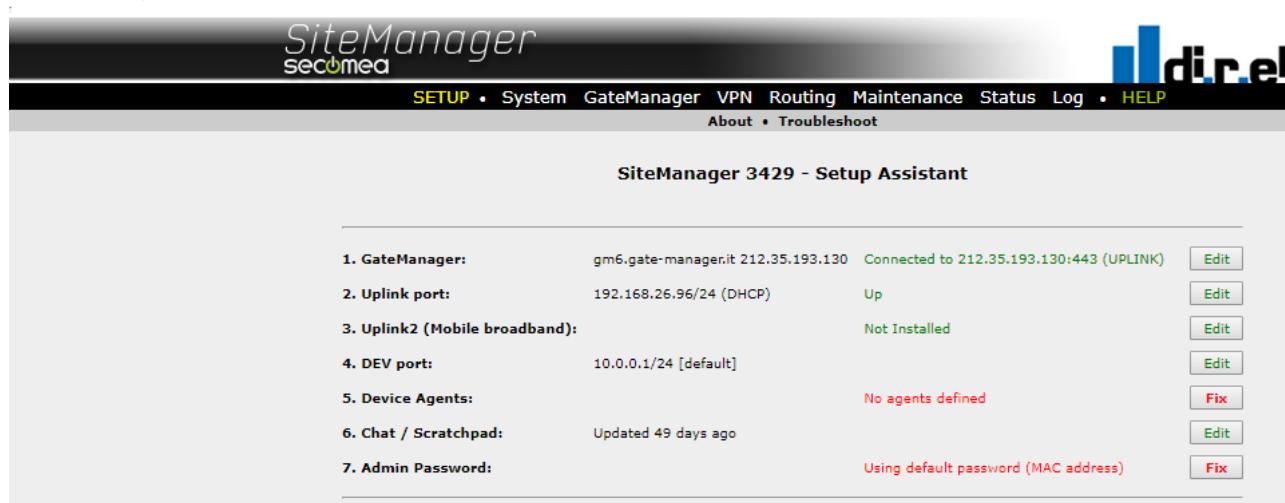 SiteManager
secomea
di.r.el
SETUP • System GateManager VPN Routing Maintenance Status Log • HELP
About • Troubleshoot
SiteManager 3429 - Setup Assistant
1. GateManager: gm6.gate-manager.it 212.35.193.130 Connected to 212.35.193.130:443 (UPLINK) Edit
2. Uplink port: 192.168.26.96/24 (DHCP) Up Edit
3. Uplink2 (Mobile broadband): Not Installed Edit
4. DEV port: 10.0.0.1/24 [default] Edit
5. Device Agents: No agents defined Fix
6. Chat / Scratchpad: Updated 49 days ago Edit
7. Admin Password: Using default password (MAC address) Fix